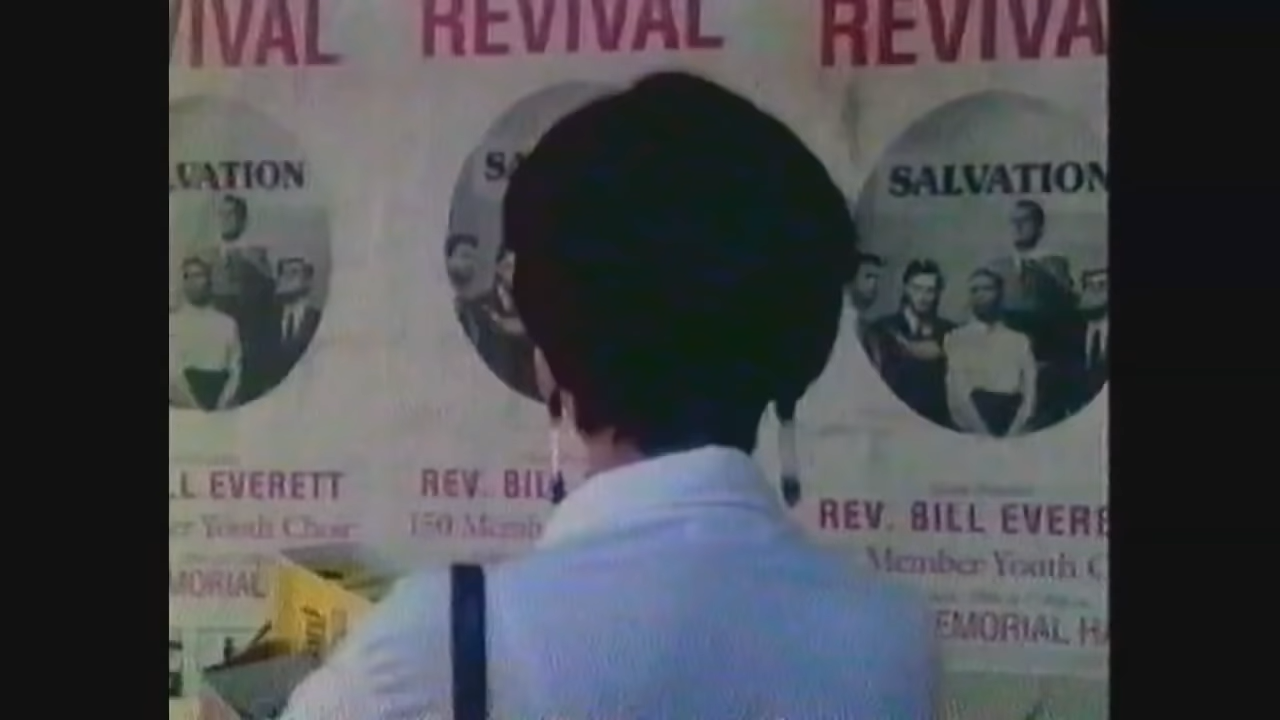 VIVAL
REVIVAL
REVIVA
LVATION
SA
SALVATION
LL EVERETT
er Youth Choir
MORIAL
REV. BIL
150 Memb
REV. BILL EVERE
Member Youth C
EMORIAL HA